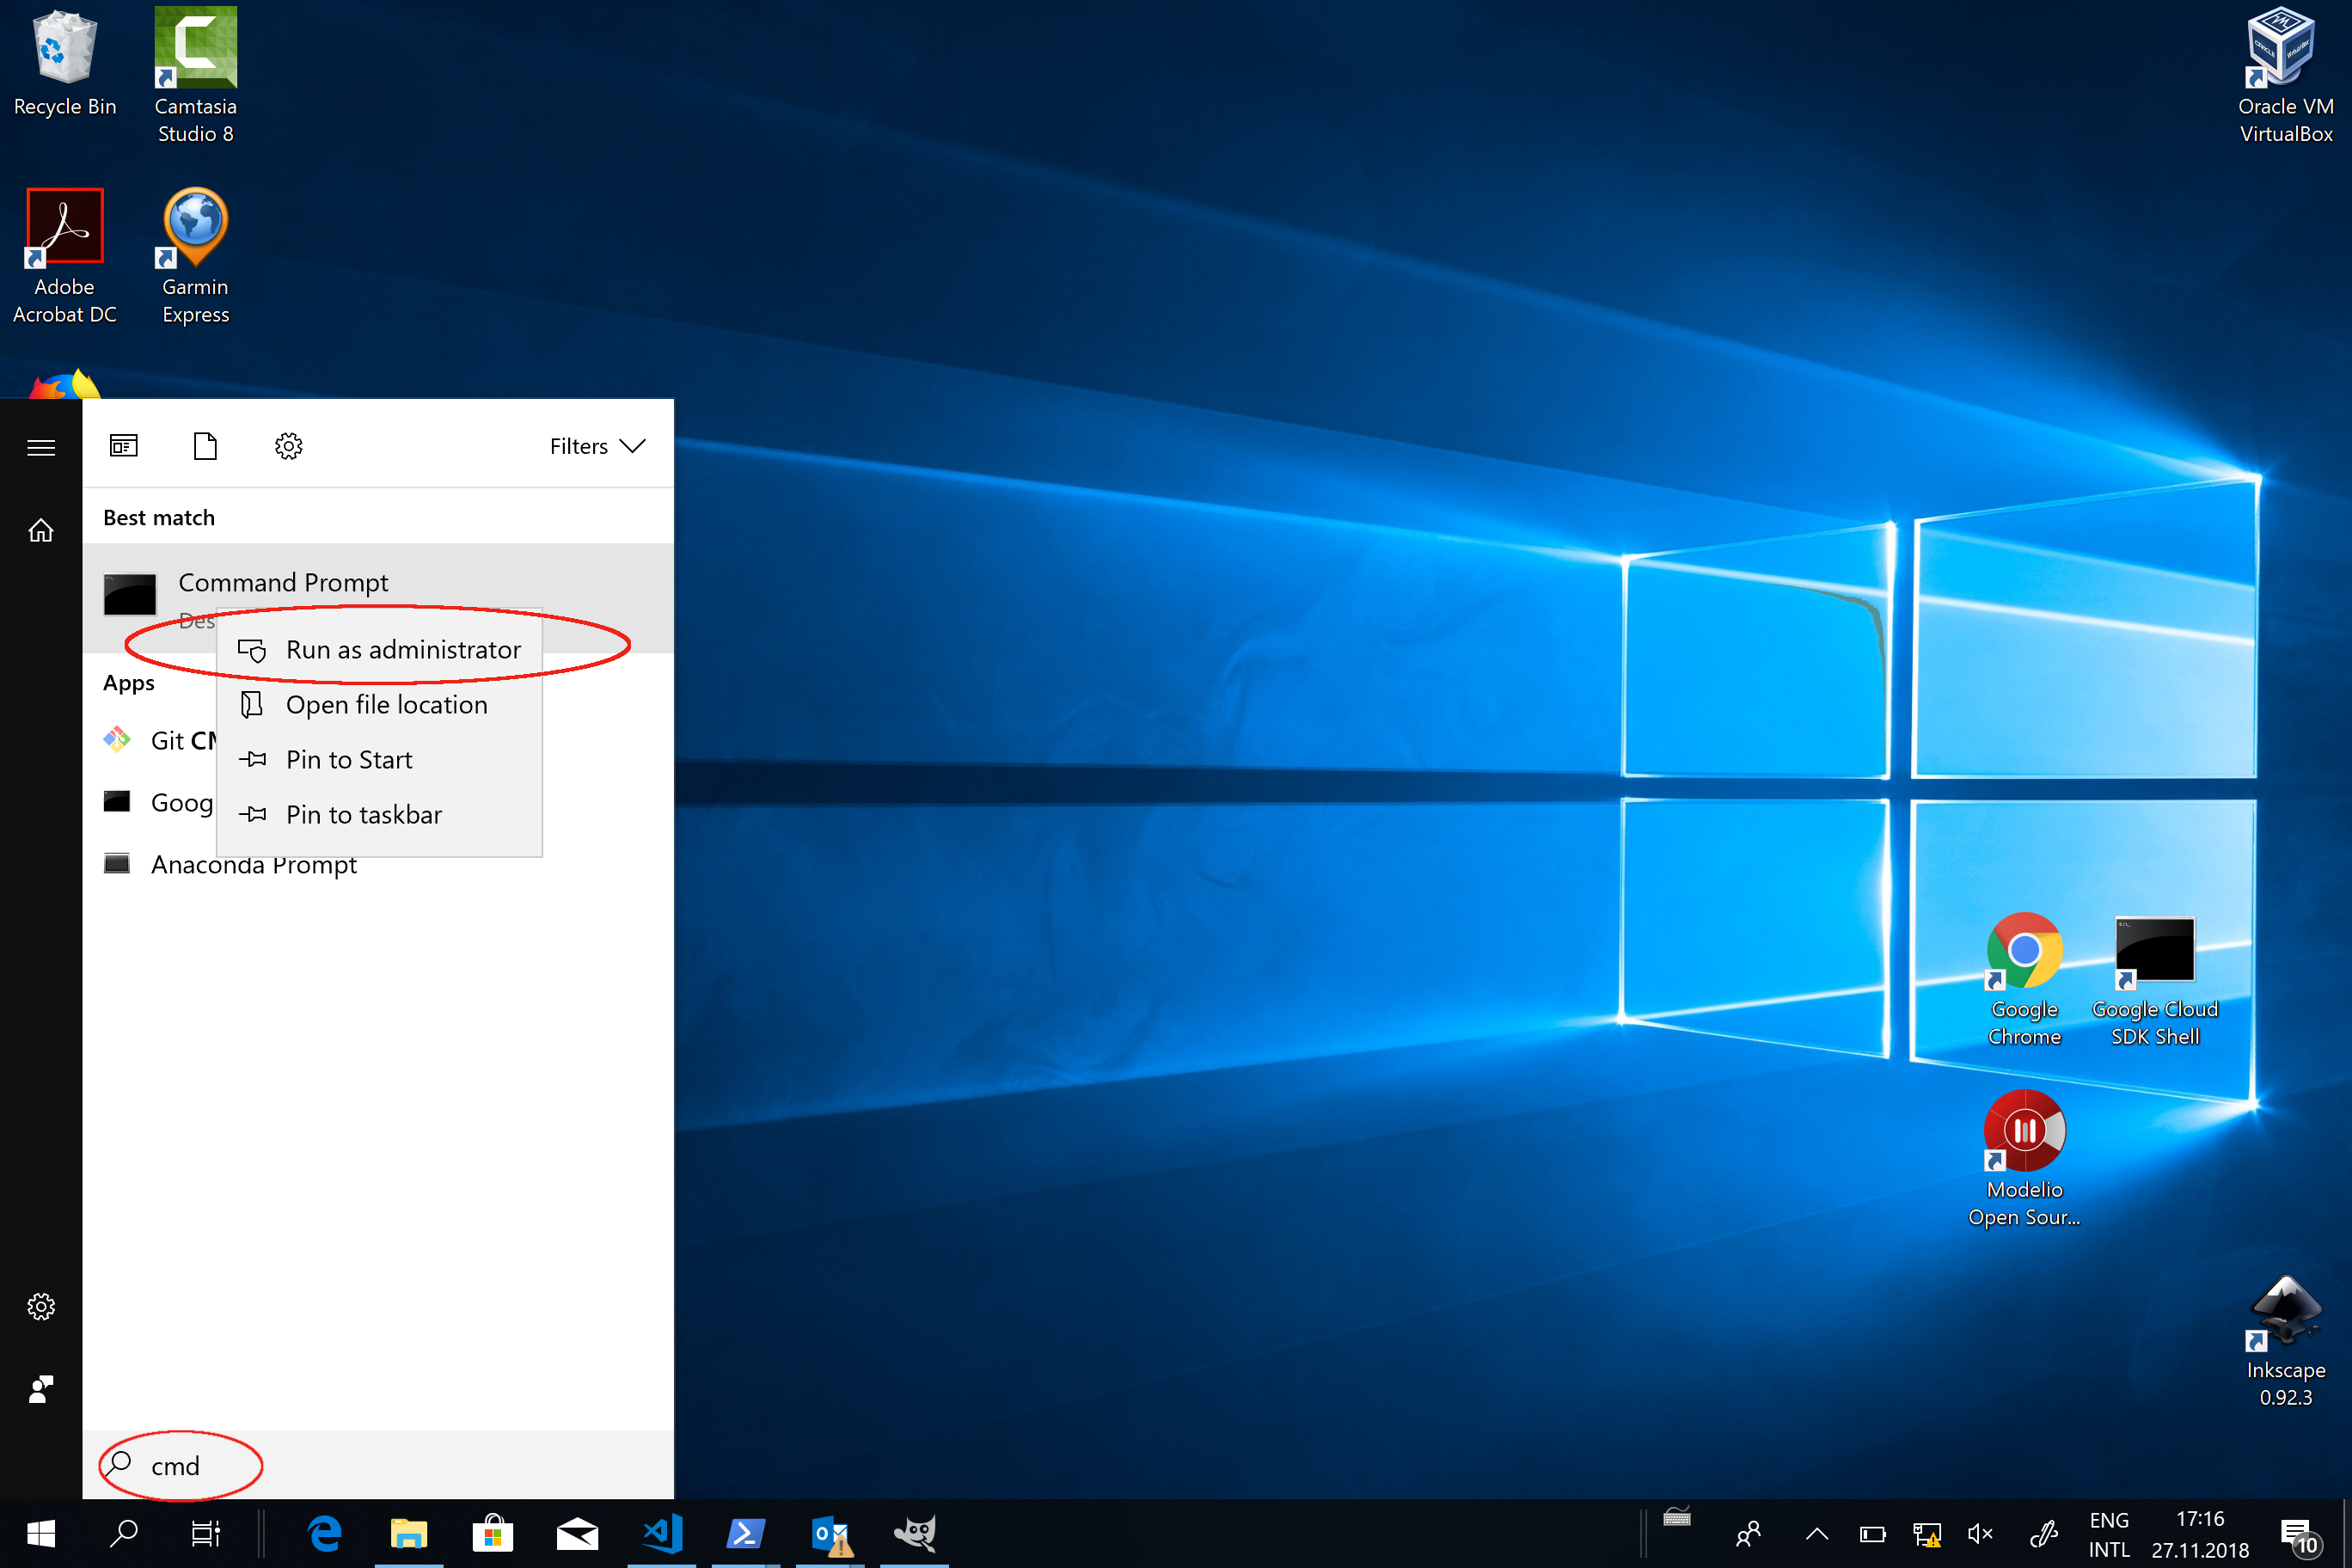 Recycle Bin
Camtasia
Studio 8
Oracle VM
VirtualBox
Adobe
Acrobat DC
Garmin
Express
Filters
Best match
Command Prompt
Des
Run as administrator
Apps
Open file location
Git CM
Pin to Start
Goog
Pin to taskbar
Anaconda Prompt
Google
Chrome
Google Cloud
SDK Shell
Modelio
Open Sour...
Inkscape
0.92.3
cmd
ENG
INTL
17:16
27.11.2018
10